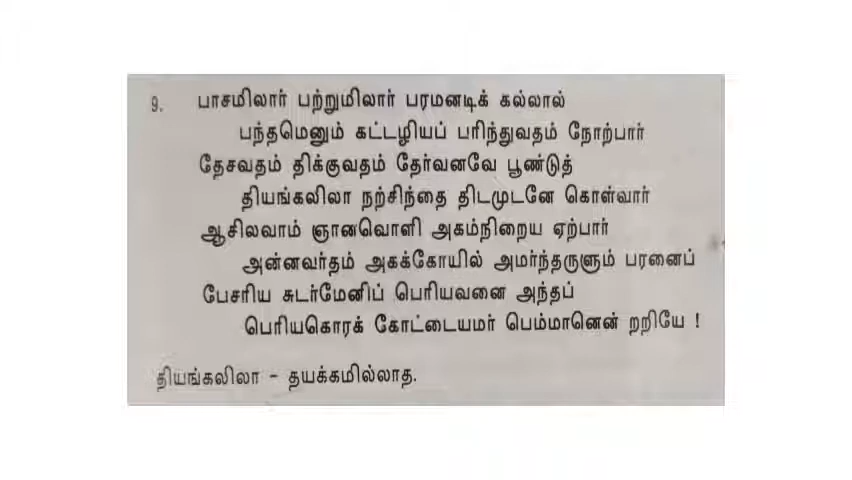 9. பாசமிலார் பற்றுமிலார் பரமனடிக் கல்லால்
பந்தமெனும் கட்டழியப் பரிந்துவதம் நோற்பார்
தேசவதம் திக்குவதம் தேர்வனவே பூண்டுத்
தியங்கலிலா நற்சிந்தை திடமுடனே கொள்வார்
ஆசிலவாம் ஞானவொளி அகம்நிறைய ஏற்பார்
அன்னவர்தம் அகக்கோயில் அமர்ந்தருளும் பரனைப்
பேசரிய சுடர்மேனிப் பெரியவனை அந்தப்
பெரியகொரக் கோட்டையமர் பெம்மானென் றறியே !
தியங்கலிலா - தயக்கமில்லாத.